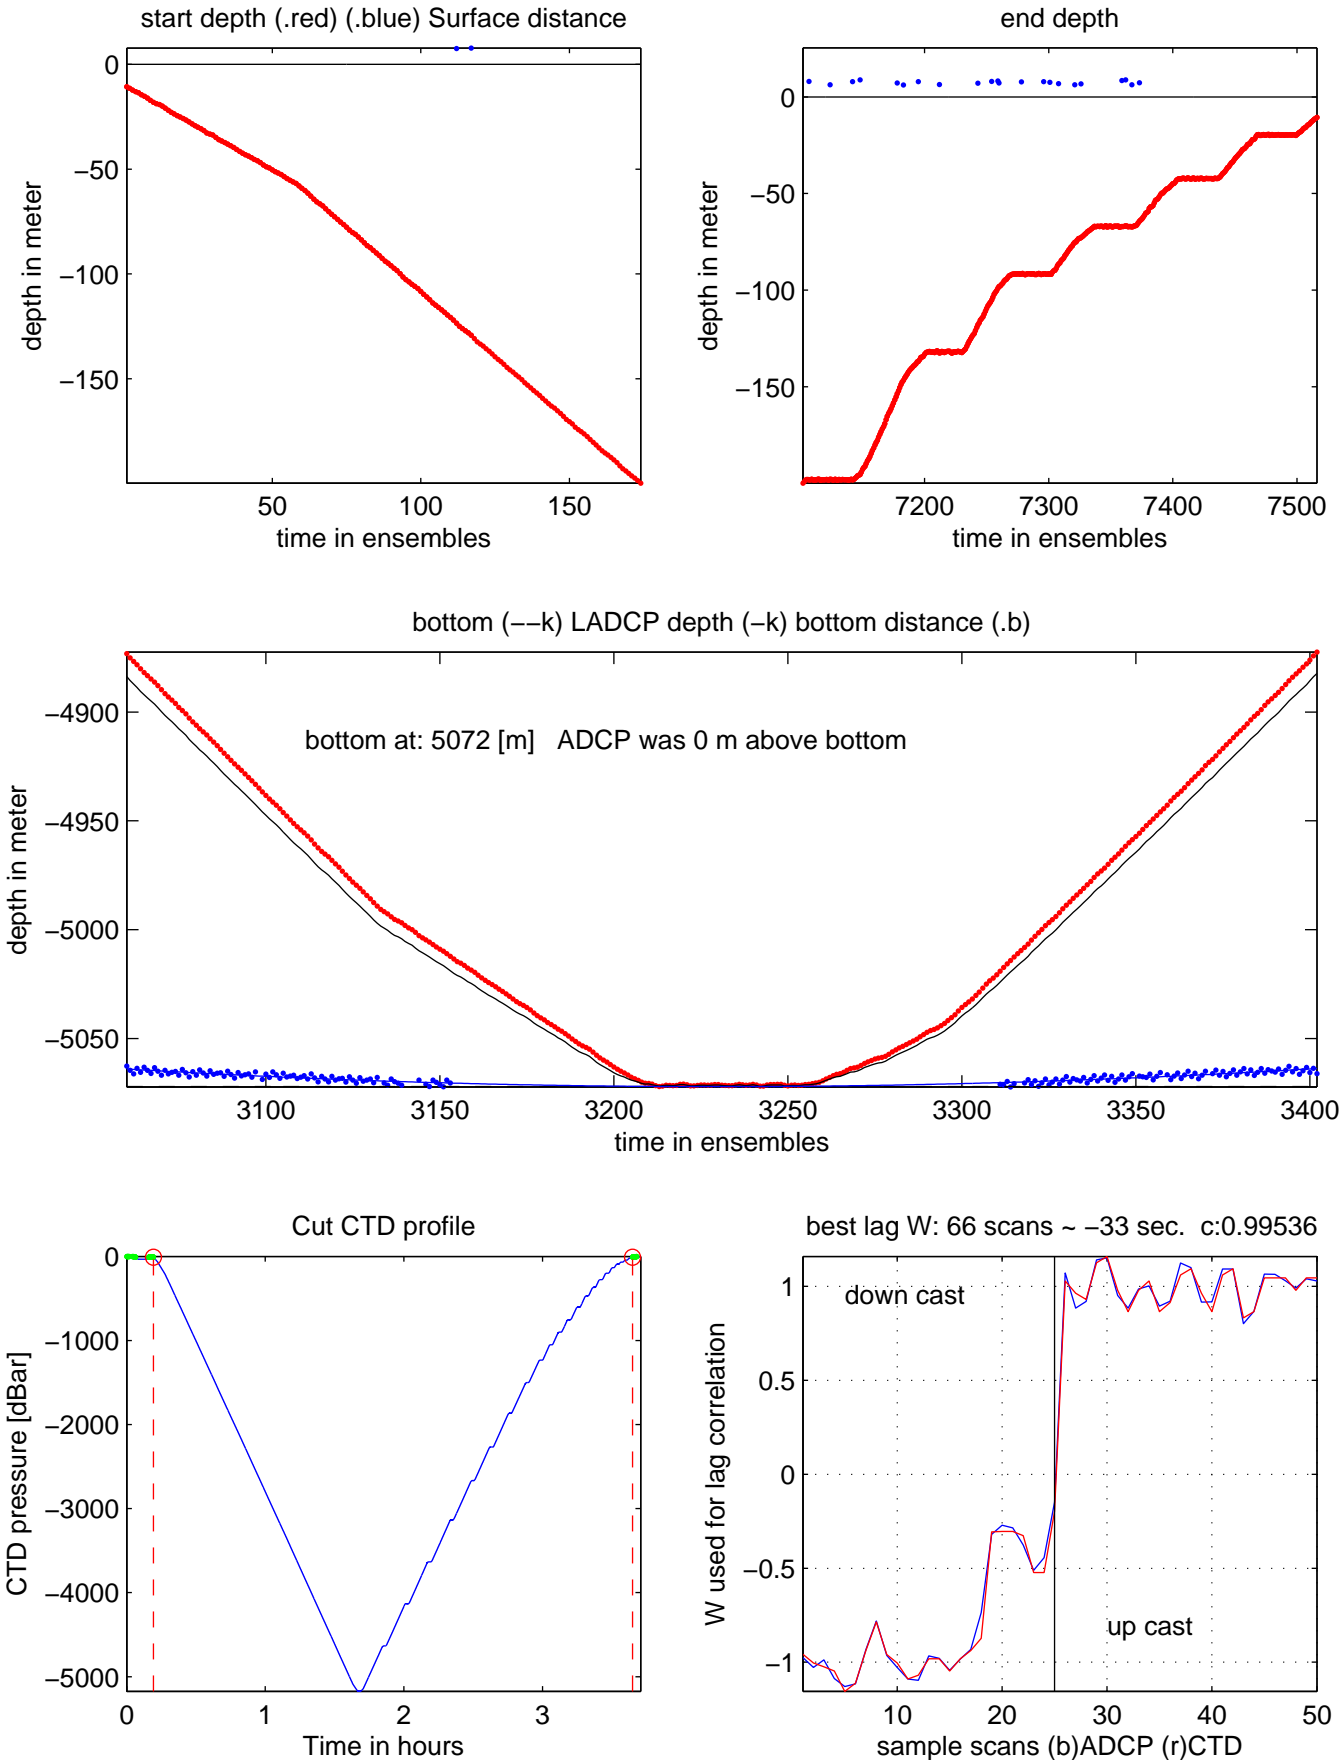 start depth (.red) (.blue) Surface distance
0
−50
−100
−150
depth in meter
50
100
150
time in ensembles
end depth
0
−50
−100
−150
depth in meter
7200
7300
7400
7500
time in ensembles
bottom (−−k) LADCP depth (−k) bottom distance (.b)
bottom at: 5072 [m]   ADCP was 0 m above bottom
−4900
−4950
−5000
−5050
depth in meter
3100
3150
3200
3250
3300
3350
3400
time in ensembles
Cut CTD profile
0
−1000
−2000
−3000
−4000
−5000
CTD pressure [dBar]
0
1
2
3
Time in hours
best lag W: 66 scans ~ −33 sec.  c:0.99536
down cast
up cast
1
0.5
0
−0.5
−1
W used for lag correlation
10
20
30
40
50
sample scans (b)ADCP (r)CTD